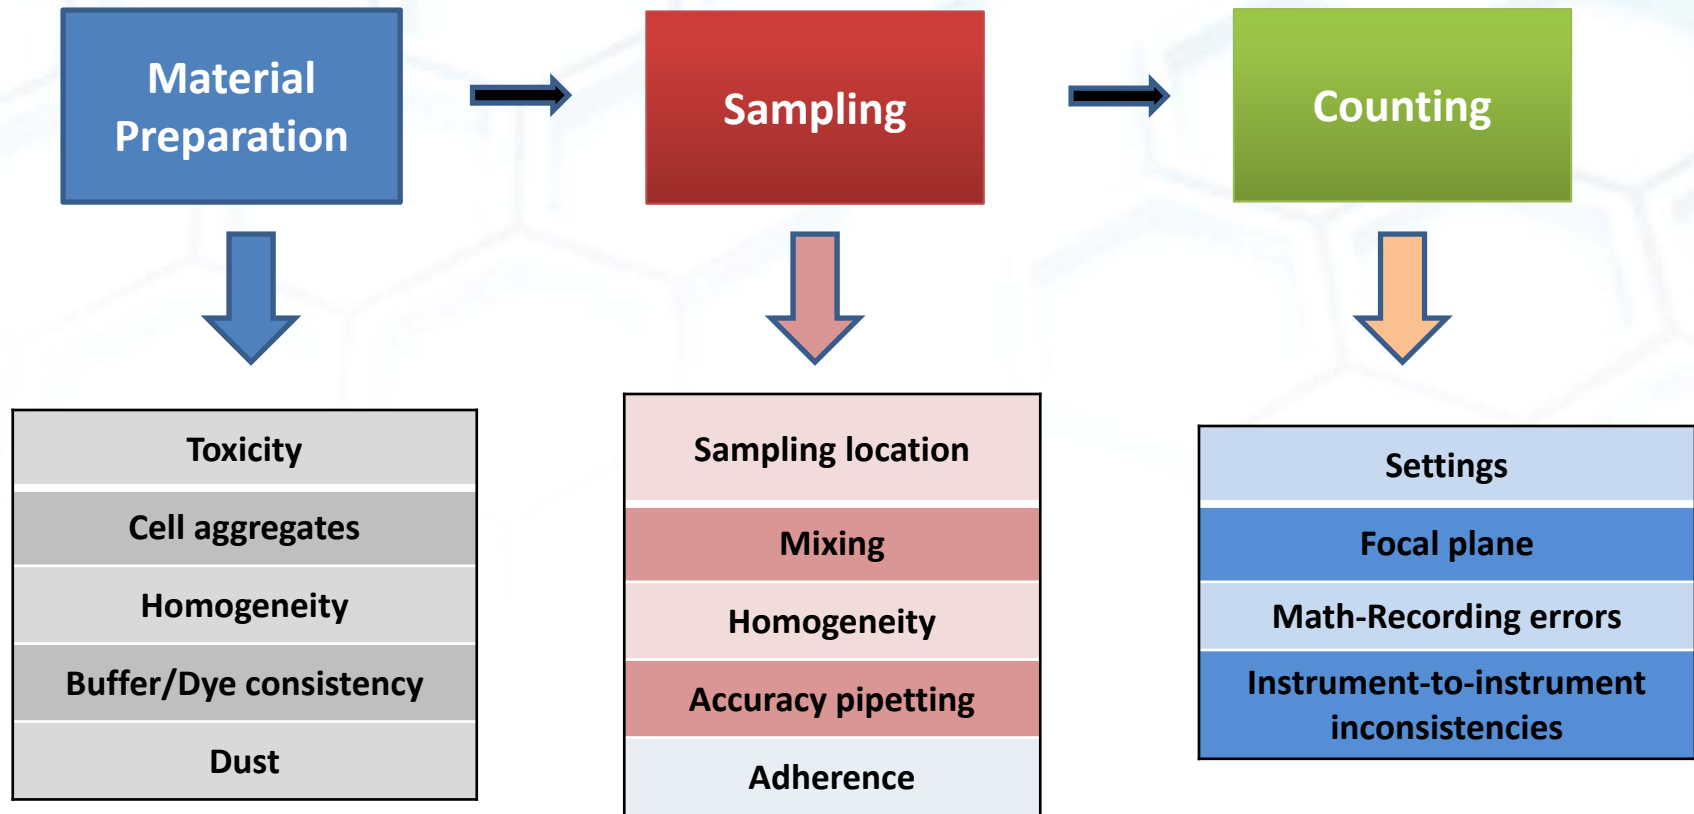 Material
Preparation
Sampling
Counting
Toxicity
Cell aggregates
Homogeneity
Buffer/Dye consistency
Dust
Sampling location
Mixing
Homogeneity
Accuracy pipetting
Adherence
Settings
Focal plane
Math-Recording errors
Instrument-to-instrument
inconsistencies